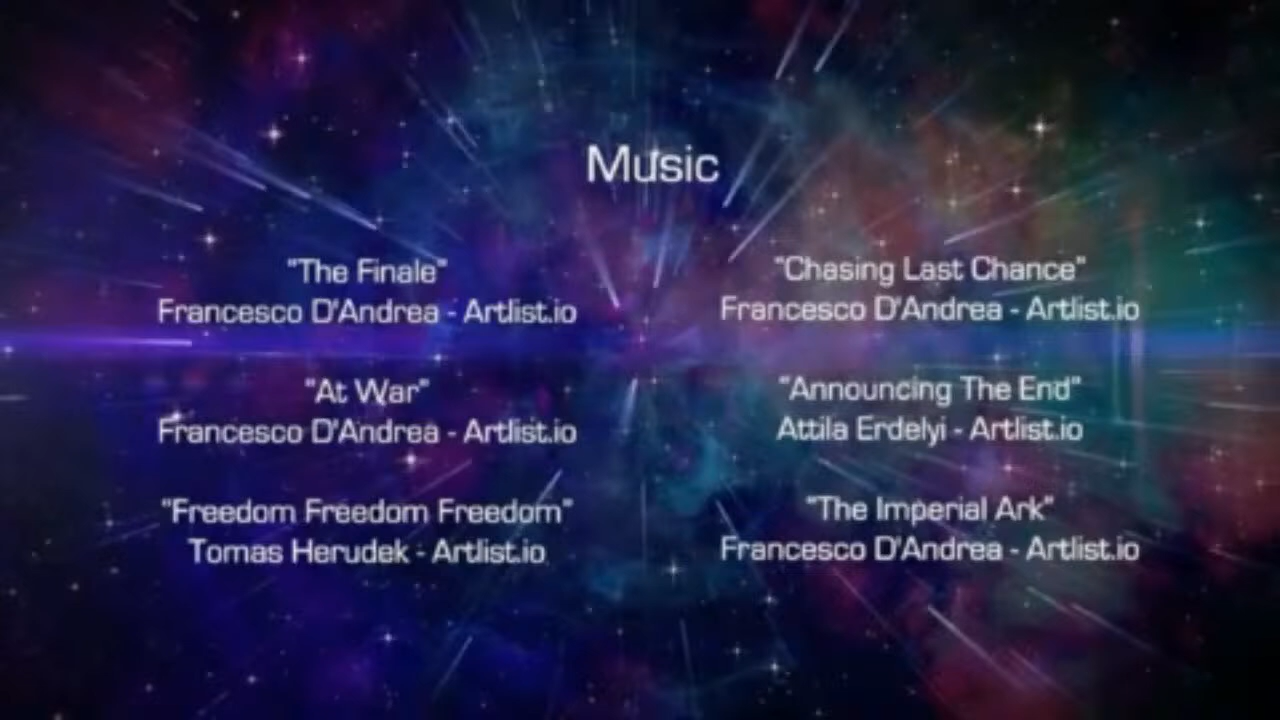 Music
"The Finale"
Francesco D'Andrea - Artlist.io
"At War"
Francesco D'Andrea - Artlist.io
"Freedom Freedom Freedom"
Tomas Herudek - Artlist.io
"Chasing Last Chance"
Francesco D'Andrea - Artlist.io
"Announcing The End"
Attila Erdelyi - Artlist.io
"The Imperial Ark"
Francesco D'Andrea - Artlist.io